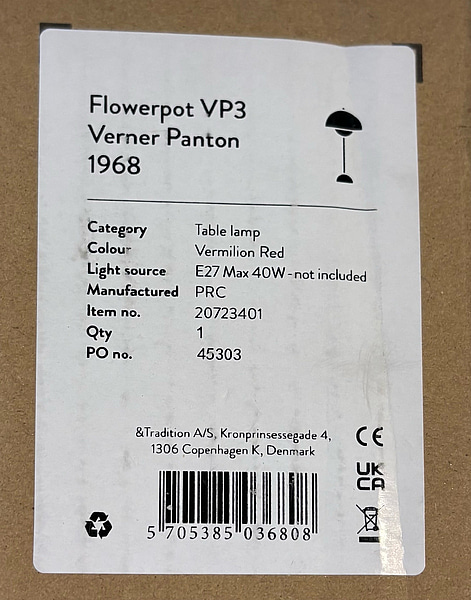 Flowerpot VP3
Verner Panton
1968
Category Table lamp
Colour Vermilion Red
Light source E27 Max 40W - not included
Manufactured PRC
Item no. 20723401
Qty 1
PO no. 45303
&Tradition A/S, Kronprinsessegade 4,
1306 Copenhagen K, Denmark
CE
UK
CA
5 705385 036808